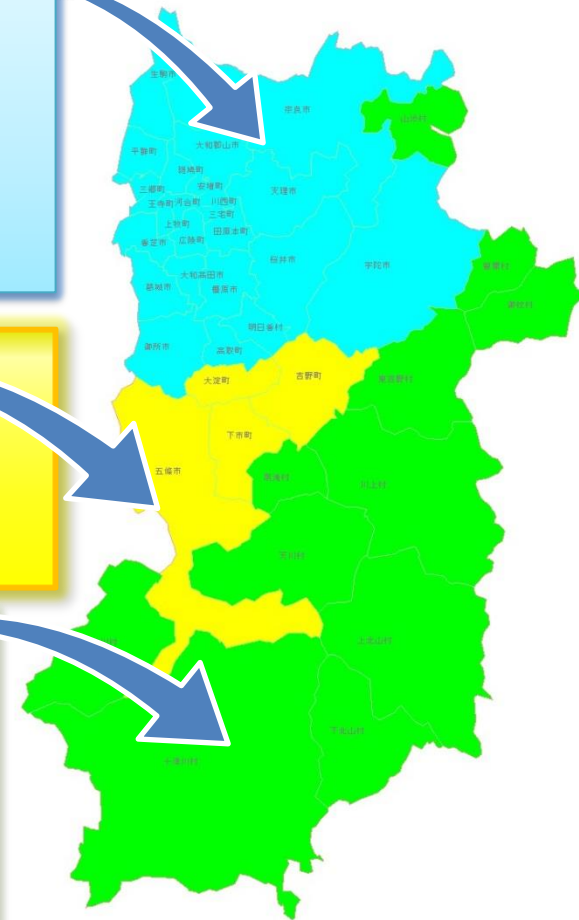 生駒市
奈良市
山添村
平群町
大和郡山市
斑鳩町
安堵町
三郷町
天理市
王寺町
河合町
川西町
三宅町
上牧町
田原本町
香芝市
広陵町
桜井市
宇陀市
曽爾村
大和高田市
葛城市
橿原市
御杖村
明日香村
御所市
高取町
大淀町
吉野町
東吉野村
下市町
五條市
黒滝村
川上村
天川村
上北山村
下北山村
十津川村